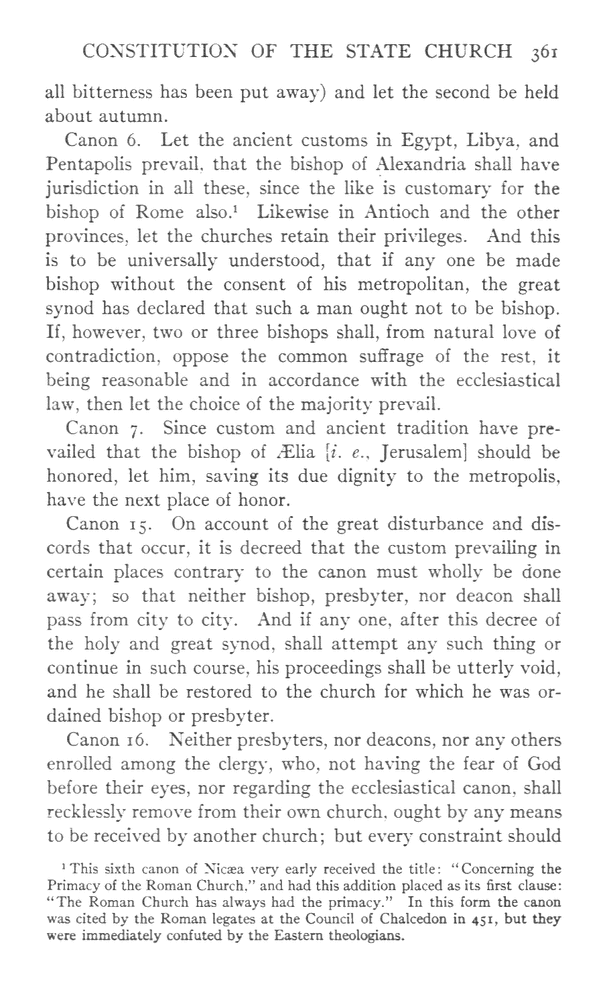 CONSTITUTION OF THE STATE CHURCH 361
all bitterness has been put away) and let the second be held
about autumn.
Canon 6. Let the ancient customs in Egypt, Libya, and
Pentapolis prevail, that the bishop of Alexandria shall have
jurisdiction in all these, since the like is customary for the
bishop of Rome also.¹ Likewise in Antioch and the other
provinces, let the churches retain their privileges. And this
is to be universally understood, that if any one be made
bishop without the consent of his metropolitan, the great
synod has declared that such a man ought not to be bishop.
If, however, two or three bishops shall, from natural love of
contradiction, oppose the common suffrage of the rest, it
being reasonable and in accordance with the ecclesiastical
law, then let the choice of the majority prevail.
Canon 7. Since custom and ancient tradition have pre-
vailed that the bishop of Ælia [i. e., Jerusalem] should be
honored, let him, saving its due dignity to the metropolis,
have the next place of honor.
Canon 15. On account of the great disturbance and dis-
cords that occur, it is decreed that the custom prevailing in
certain places contrary to the canon must wholly be done
away; so that neither bishop, presbyter, nor deacon shall
pass from city to city. And if any one, after this decree of
the holy and great synod, shall attempt any such thing or
continue in such course, his proceedings shall be utterly void,
and he shall be restored to the church for which he was or-
dained bishop or presbyter.
Canon 16. Neither presbyters, nor deacons, nor any others
enrolled among the clergy, who, not having the fear of God
before their eyes, nor regarding the ecclesiastical canon, shall
recklessly remove from their own church, ought by any means
to be received by another church; but every constraint should
¹ This sixth canon of Nicæa very early received the title: "Concerning the
Primacy of the Roman Church," and had this addition placed as its first clause:
"The Roman Church has always had the primacy." In this form the canon
was cited by the Roman legates at the Council of Chalcedon in 451, but they
were immediately confuted by the Eastern theologians.